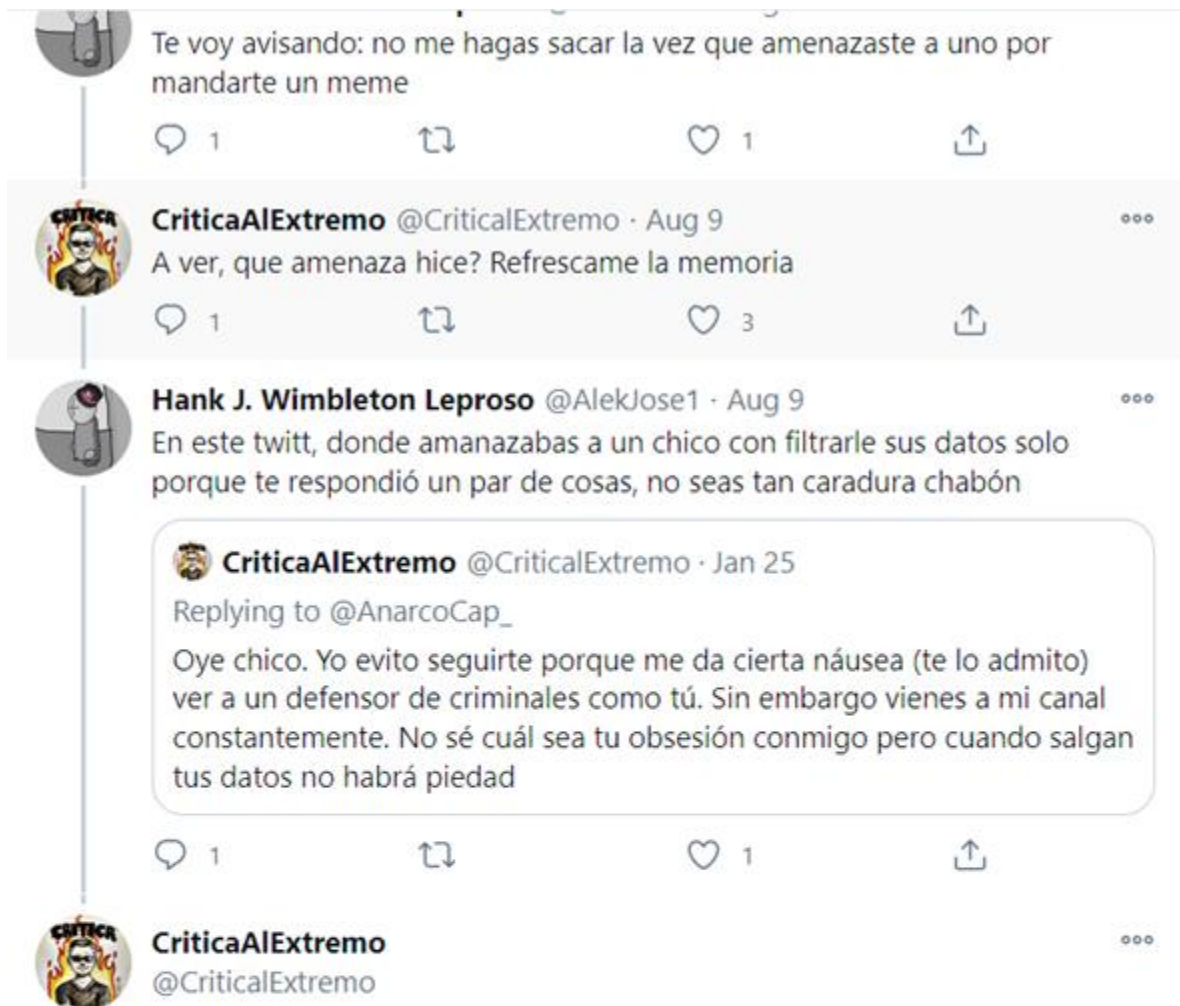 Te voy avisando: no me hagas sacar la vez que amenazaste a uno por
mandarte un meme
1
1
CRITICA
CriticaAlExtremo @CriticalExtremo · Aug 9
A ver, que amenaza hice? Refrescame la memoria
1
3
Hank J. Wimbleton Leproso @AlekJose1 · Aug 9
En este twitt, donde amanazabas a un chico con filtrarle sus datos solo
porque te respondió un par de cosas, no seas tan caradura chabón
CriticaAlExtremo @CriticalExtremo · Jan 25
Replying to @AnarcoCap_
Oye chico. Yo evito seguirte porque me da cierta náusea (te lo admito)
ver a un defensor de criminales como tú. Sin embargo vienes a mi canal
constantemente. No sé cuál sea tu obsesión conmigo pero cuando salgan
tus datos no habrá piedad
1
1
CRITICA
CriticaAlExtremo
@CriticalExtremo